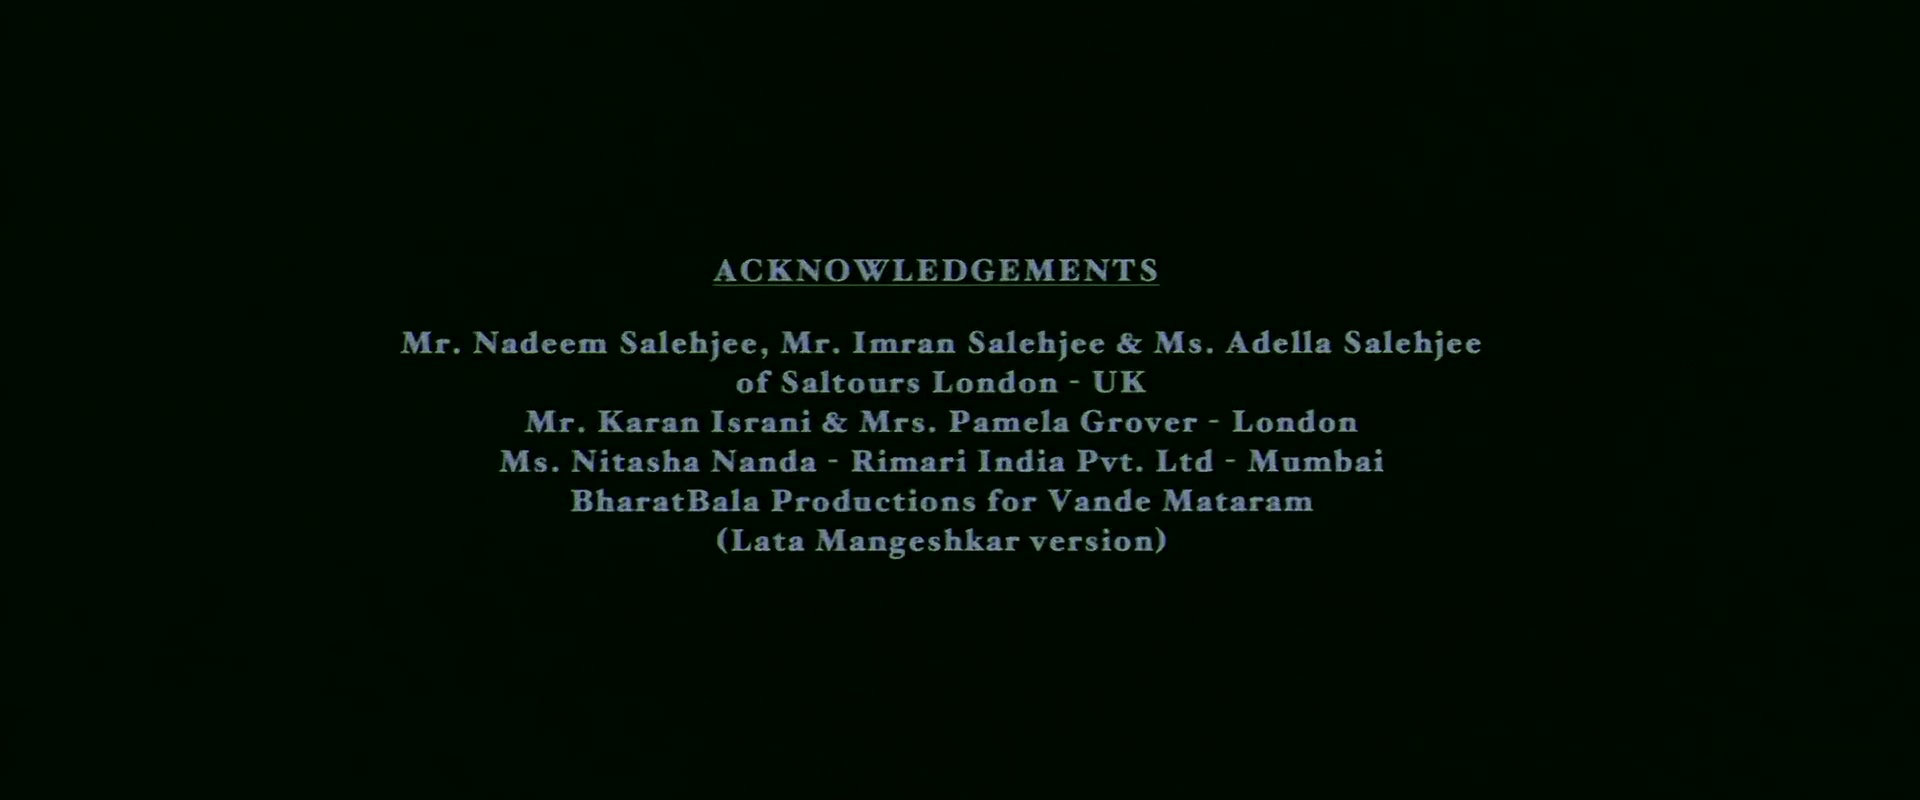 ACKNOWLEDGEMENTS
Mr. Nadeem Salehjee, Mr. Imran Salehjee & Ms. Adella Salehjee
of Saltours London - UK
Mr. Karan Israni & Mrs. Pamela Grover - London
Ms. Nitasha Nanda - Rimari India Pvt. Ltd - Mumbai
BharatBala Productions for Vande Mataram
(Lata Mangeshkar version)